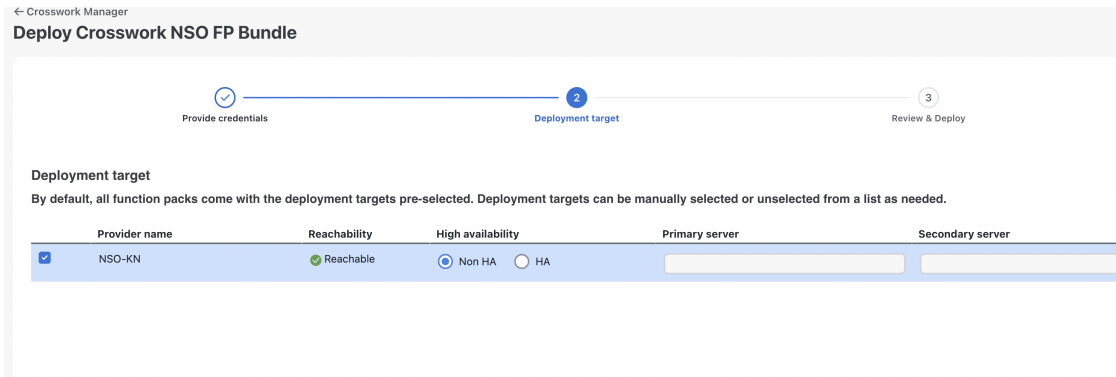 ← Crosswork Manager
Deploy Crosswork NSO FP Bundle
2
3
Provide credentials
Deployment target
Review & Deploy
Deployment target
By default, all function packs come with the deployment targets pre-selected. Deployment targets can be manually selected or unselected from a list as needed.
Provider name Reachability High availability Primary server Secondary server
NSO-KN Reachable Non HA HA